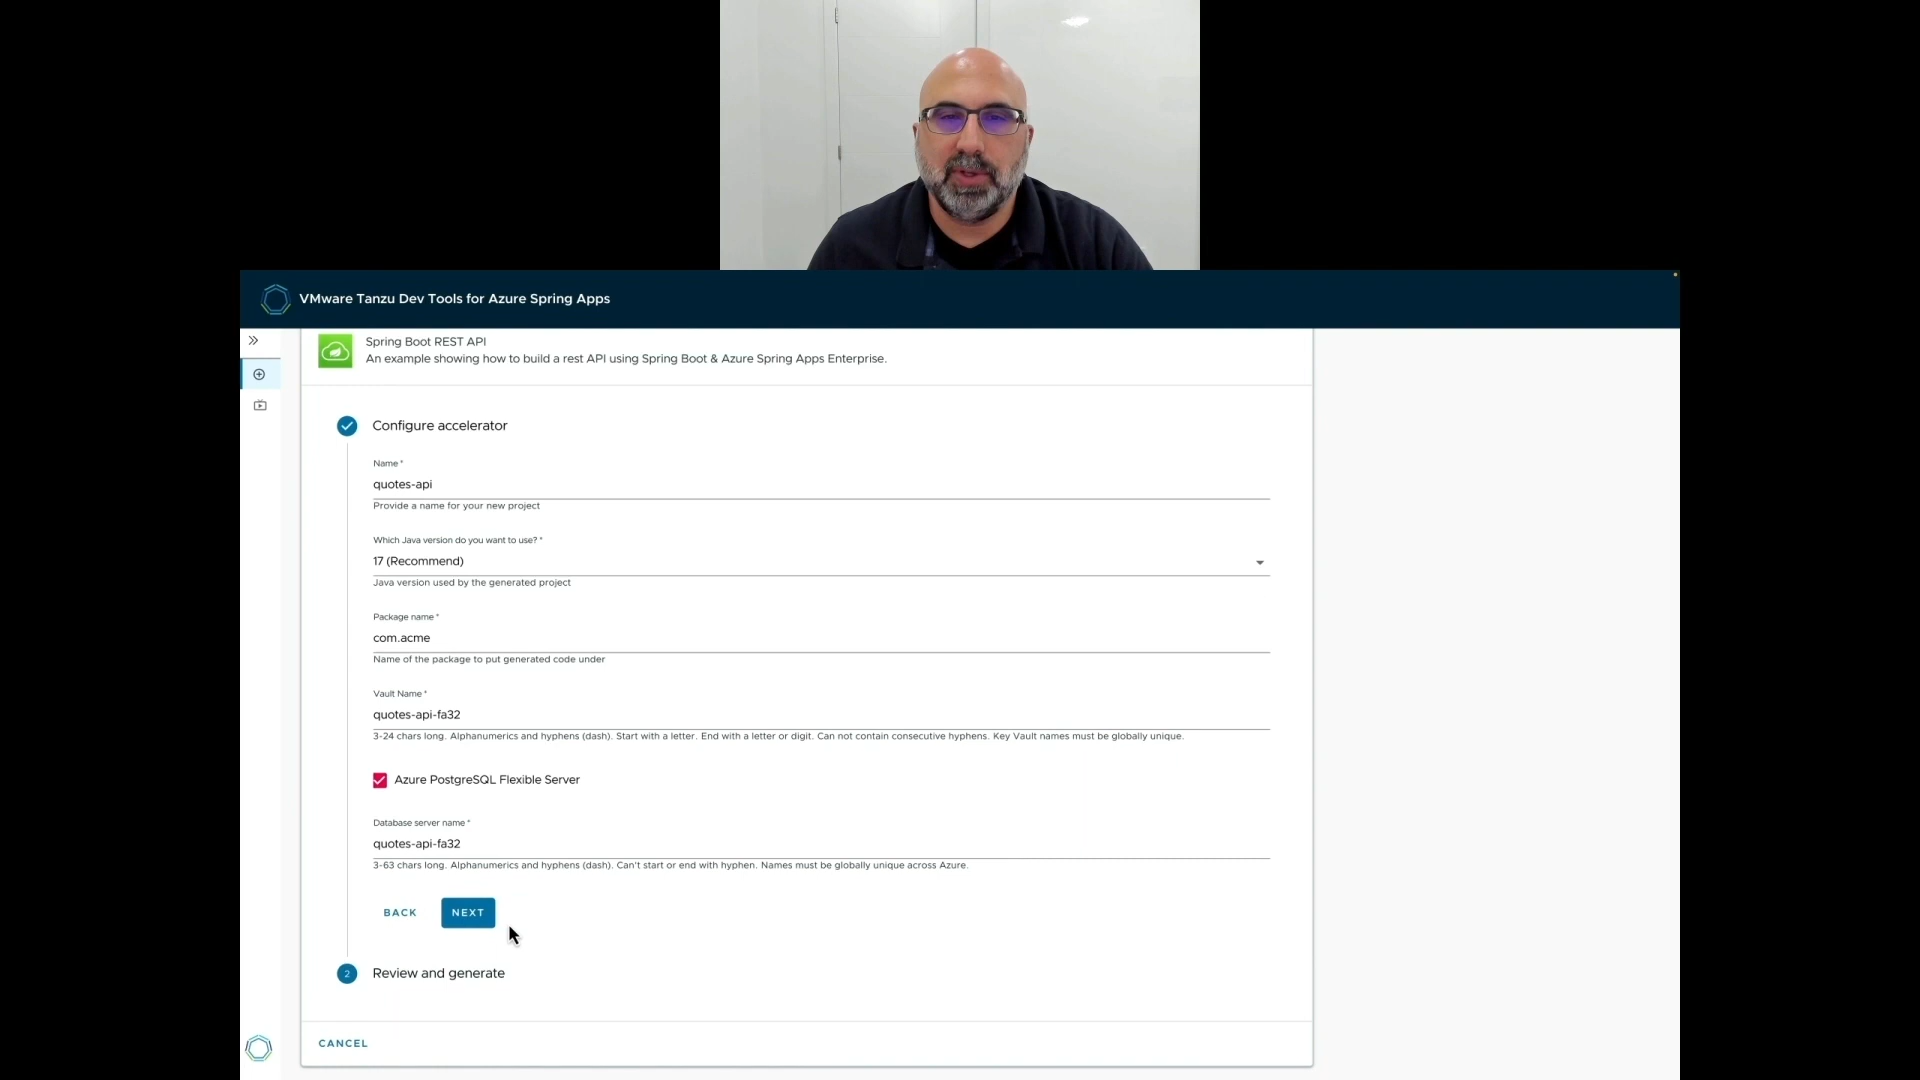 VMware Tanzu Dev Tools for Azure Spring Apps
Spring Boot REST API
An example showing how to build a rest API using Spring Boot & Azure Spring Apps Enterprise.
Configure accelerator
Name *
quotes-api
Provide a name for your new project
Which Java version do you want to use? *
17 (Recommend)
Java version used by the generated project
Package name *
com.acme
Name of the package to put generated code under
Vault Name *
quotes-api-fa32
3-24 chars long. Alphanumerics and hyphens (dash). Start with a letter. End with a letter or digit. Can not contain consecutive hyphens. Key Vault names must be globally unique.
Azure PostgreSQL Flexible Server
Database server name *
quotes-api-fa32
3-63 chars long. Alphanumerics and hyphens (dash). Can't start or end with hyphen. Names must be globally unique across Azure.
BACK NEXT
2 Review and generate
CANCEL